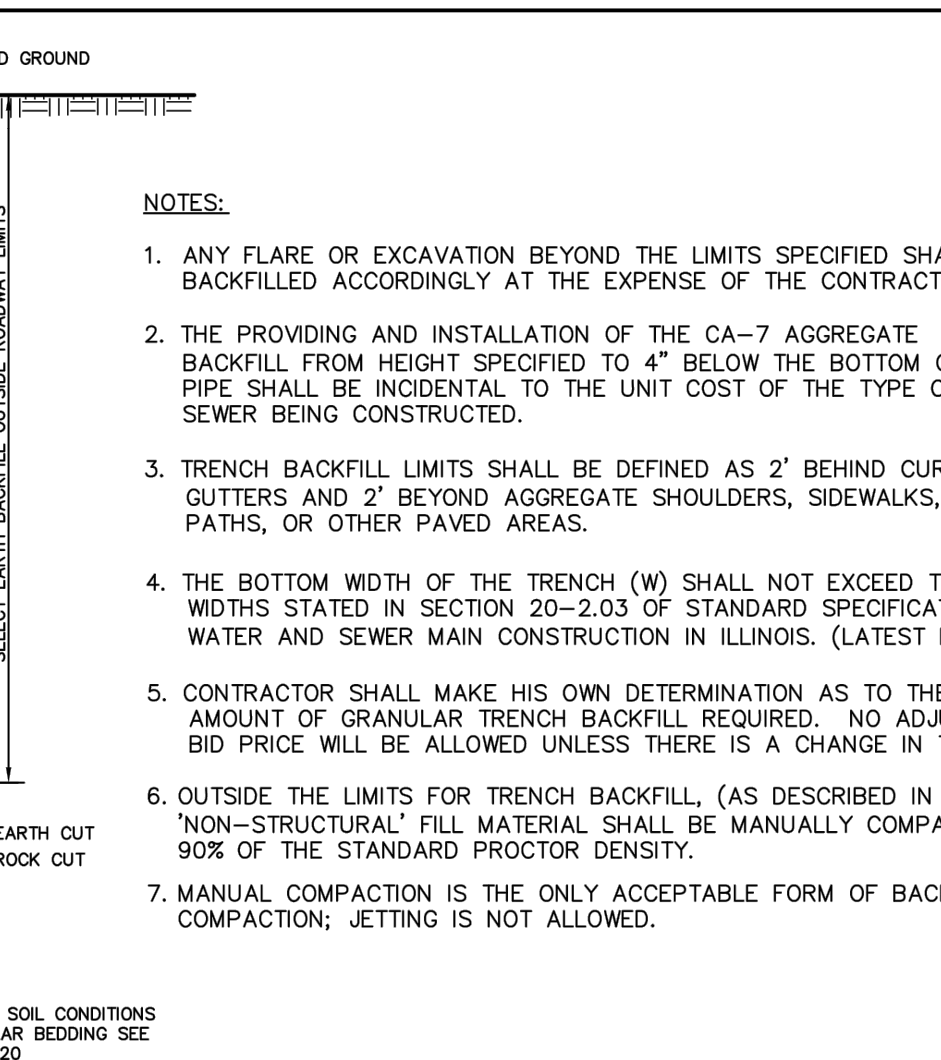 GROUND
NOTES:
1. ANY FLARE OR EXCAVATION BEYOND THE LIMITS SPECIFIED
BACKFILLED ACCORDINGLY AT THE EXPENSE OF THE
2. THE PROVIDING AND INSTALLATION OF THE CA-7 AGGREGATE
BACKFILL FROM HEIGHT SPECIFIED TO 4" BELOW THE BOTTOM
PIPE SHALL BE INCIDENTAL TO THE UNIT COST OF THE TYPE
SEWER BEING CONSTRUCTED.
3. TRENCH BACKFILL LIMITS SHALL BE DEFINED AS 2' BEHIND
GUTTERS AND 2' BEYOND AGGREGATE SHOULDERS, SIDEWALKS,
PATHS, OR OTHER PAVED AREAS.
4. THE BOTTOM WIDTH OF THE TRENCH (W) SHALL NOT EXCEED
WIDTHS STATED IN SECTION 20-2.03 OF STANDARD
WATER AND SEWER MAIN CONSTRUCTION IN ILLINOIS. (LATEST
5. CONTRACTOR SHALL MAKE HIS OWN DETERMINATION AS TO THE
AMOUNT OF GRANULAR TRENCH BACKFILL REQUIRED. NO
BID PRICE WILL BE ALLOWED UNLESS THERE IS A CHANGE IN
6. OUTSIDE THE LIMITS FOR TRENCH BACKFILL, (AS DESCRIBED IN
'NON-STRUCTURAL' FILL MATERIAL SHALL BE MANUALLY
90% OF THE STANDARD PROCTOR DENSITY.
7. MANUAL COMPACTION IS THE ONLY ACCEPTABLE FORM OF
COMPACTION; JETTING IS NOT ALLOWED.
SELECT EARTH BACKFILL OUTSIDE ROADWAY LIMITS
EARTH CUT
ROCK CUT
SOIL CONDITIONS
BEDDING SEE
20